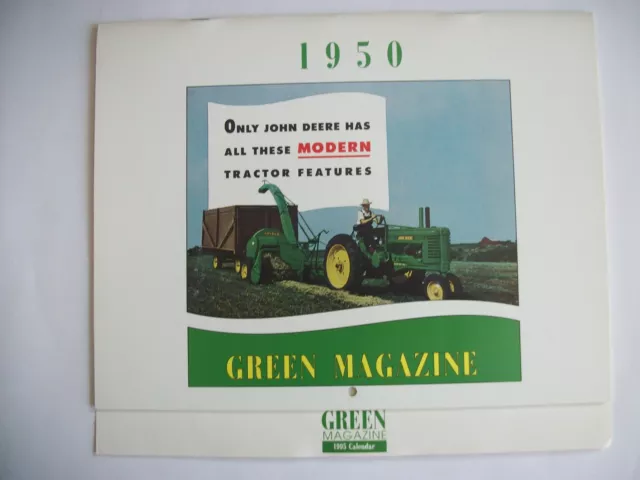 1950
ONLY JOHN DEERE HAS
ALL THESE MODERN
TRACTOR FEATURES
GREEN MAGAZINE
GREEN
MAGAZINE
1995 Calendar